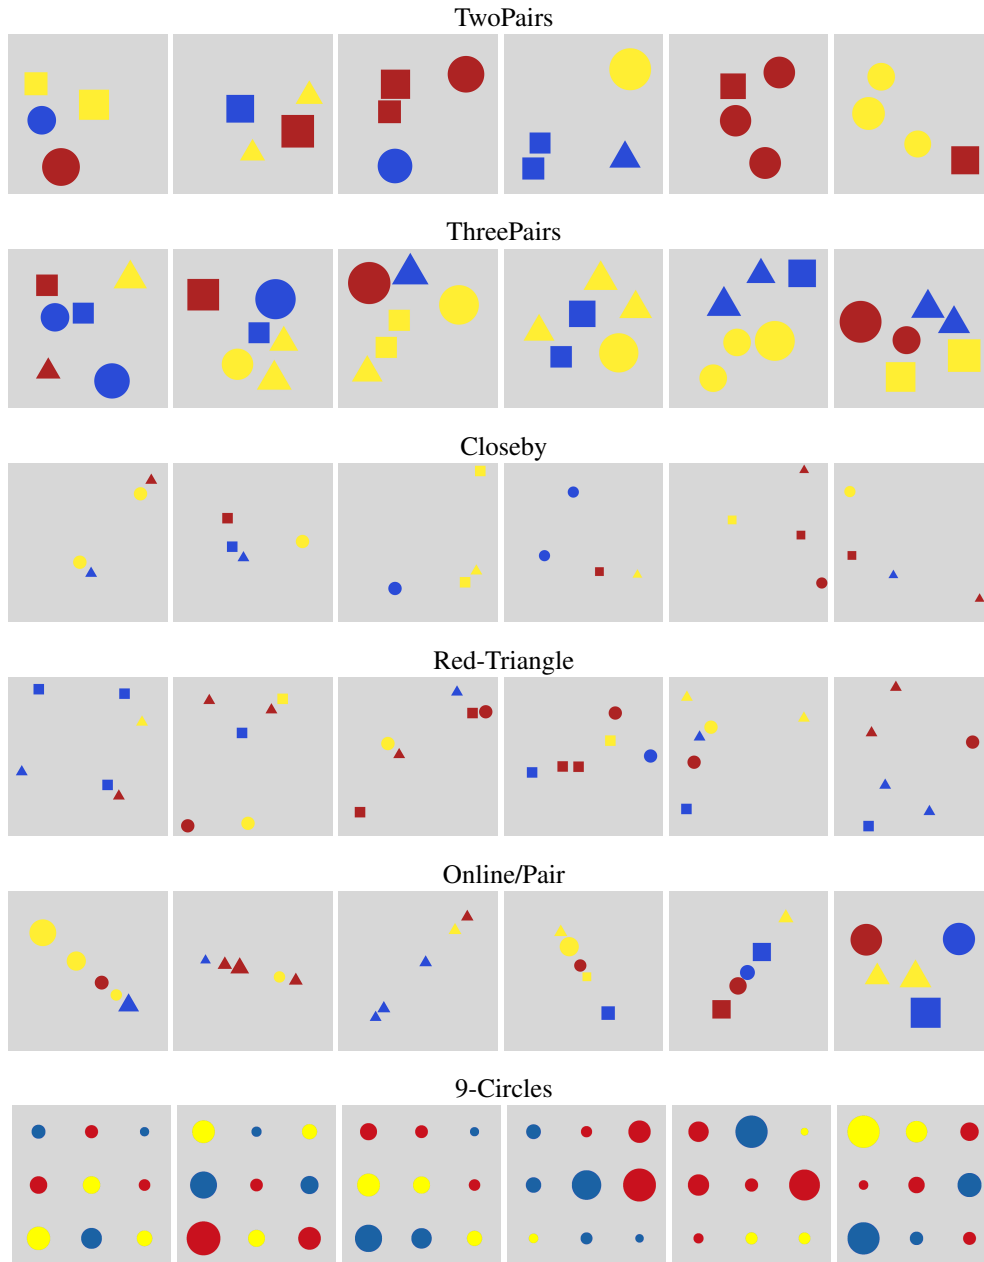 TwoPairs
ThreePairs
Closeby
Red-Triangle
Online/Pair
9-Circles